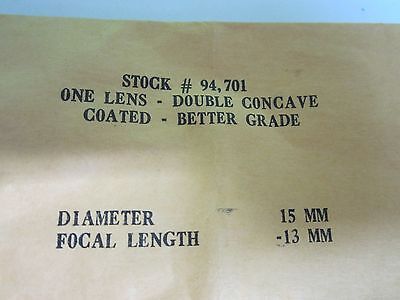 STOCK # 94,701
ONE LENS - DOUBLE CONCAVE
COATED - BETTER GRADE
DIAMETER 15 MM
FOCAL LENGTH -13 MM